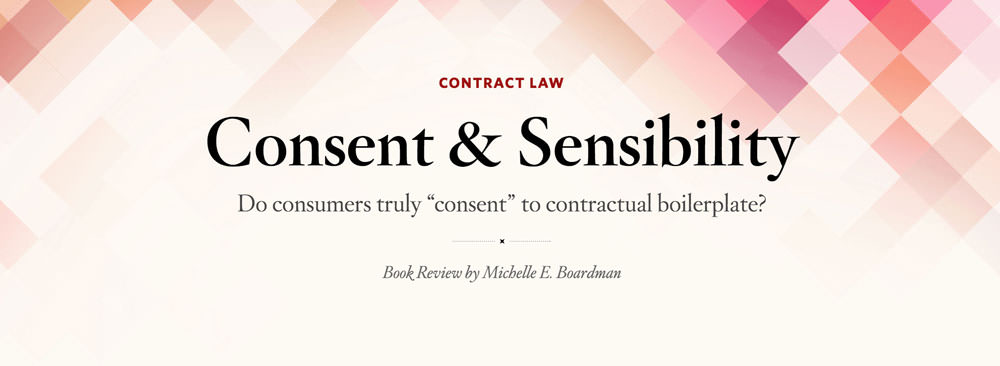 CONTRACT LAW
Consent & Sensibility
Do consumers truly “consent” to contractual boilerplate?
Book Review by Michelle E. Boardman